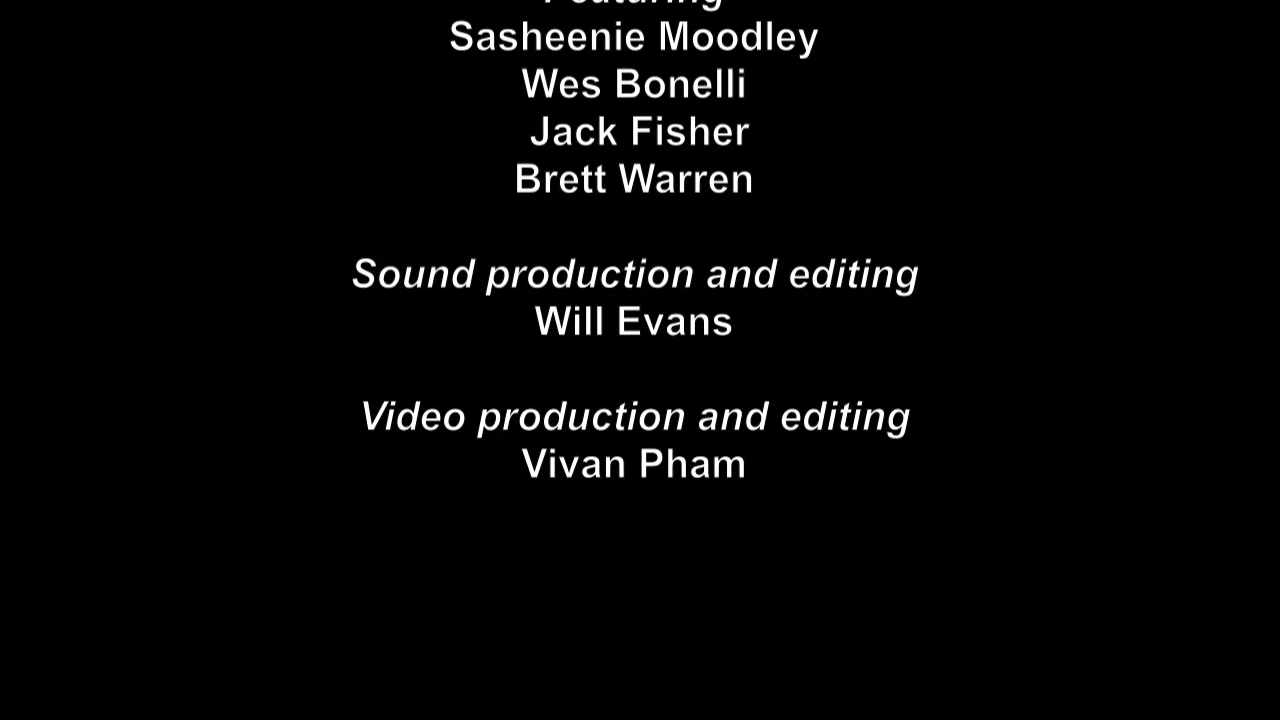 Featuring
Sasheenie Moodley
Wes Bonelli
Jack Fisher
Brett Warren
Sound production and editing
Will Evans
Video production and editing
Vivan Pham